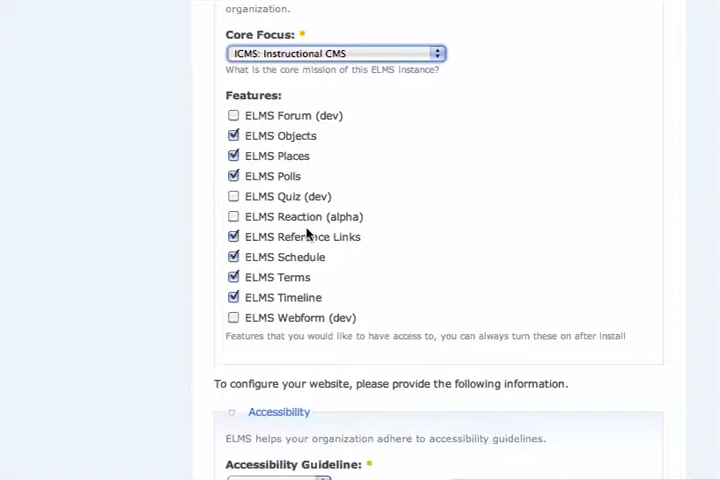 organization.
Core Focus:
ICMS: Instructional CMS
What is the core mission of this ELMS instance?
Features:
ELMS Forum (dev)
ELMS Objects
ELMS Places
ELMS Polls
ELMS Quiz (dev)
ELMS Reaction (alpha)
ELMS Reference Links
ELMS Schedule
ELMS Terms
ELMS Timeline
ELMS Webform (dev)
Features that you would like to have access to, you can always turn these on after install
To configure your website, please provide the following information.
Accessibility
ELMS helps your organization adhere to accessibility guidelines.
Accessibility Guideline: